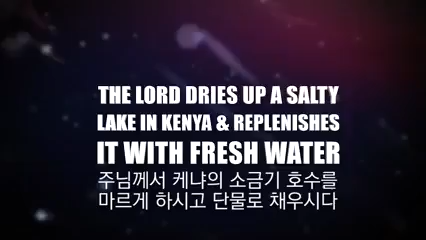 THE LORD DRIES UP A SALTY
LAKE IN KENYA & REPLENISHES
IT WITH FRESH WATER
주님께서 케냐의 소금기 호수를
마르게 하시고 단물로 채우시다